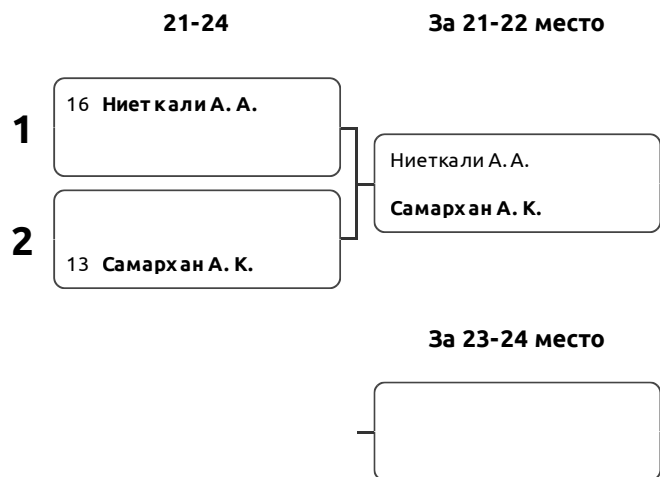 21-24
За 21-22 место
1
16 Ниеткали А. А.
Ниеткали А. А.
Самархан А. К.
2
13 Самархан А. К.
За 23-24 место